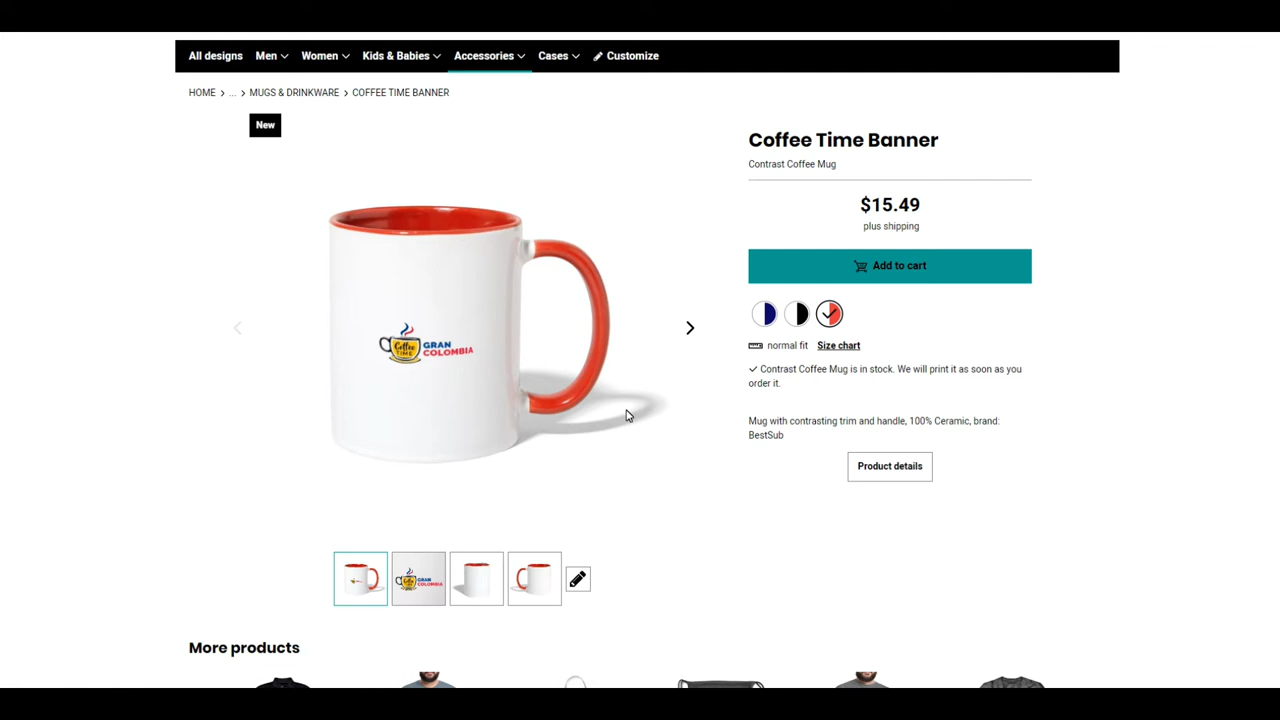 All designs Men Women Kids & Babies Accessories Cases Customize
HOME > ... > MUGS & DRINKWARE > COFFEE TIME BANNER
New
Coffee Time Banner
Contrast Coffee Mug
$15.49
plus shipping
Add to cart
normal fit Size chart
Contrast Coffee Mug is in stock. We will print it as soon as you
order it.
Mug with contrasting trim and handle, 100% Ceramic, brand:
BestSub
Product details
Coffee
TIME
GRAN
COLOMBIA
GRAN
COLOMBIA
More products